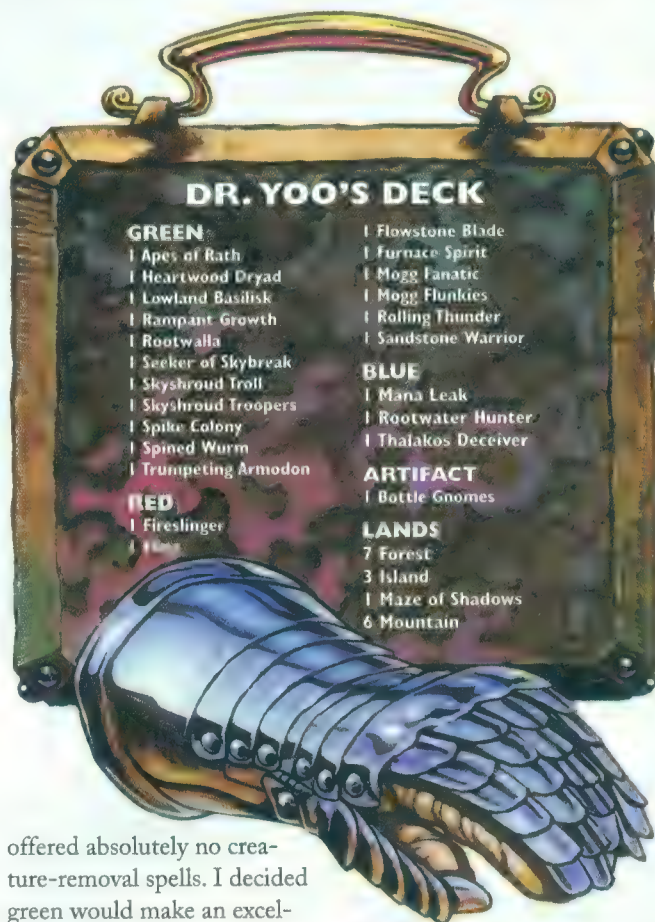 DR. YOO'S DECK
GREEN
1 Apes of Rath
1 Heartwood Dryad
1 Lowland Basilisk
1 Rampant Growth
1 Rootwalla
1 Seeker of Skybreak
1 Skyshroud Troll
1 Skyshroud Troopers
1 Spike Colony
1 Spined Wurm
1 Trumpeting Armodon
RED
1 Fireslinger
1 Flowstone Blade
1 Furnace Spirit
1 Mogg Fanatic
1 Mogg Flunkies
1 Rolling Thunder
1 Sandstone Warrior
BLUE
1 Mana Leak
1 Rootwater Hunter
1 Thalakos Deceiver
ARTIFACT
1 Bottle Gnomes
LANDS
7 Forest
3 Island
1 Maze of Shadows
6 Mountain
offered absolutely no crea-
ture-removal spells. I decided
green would make an excel-